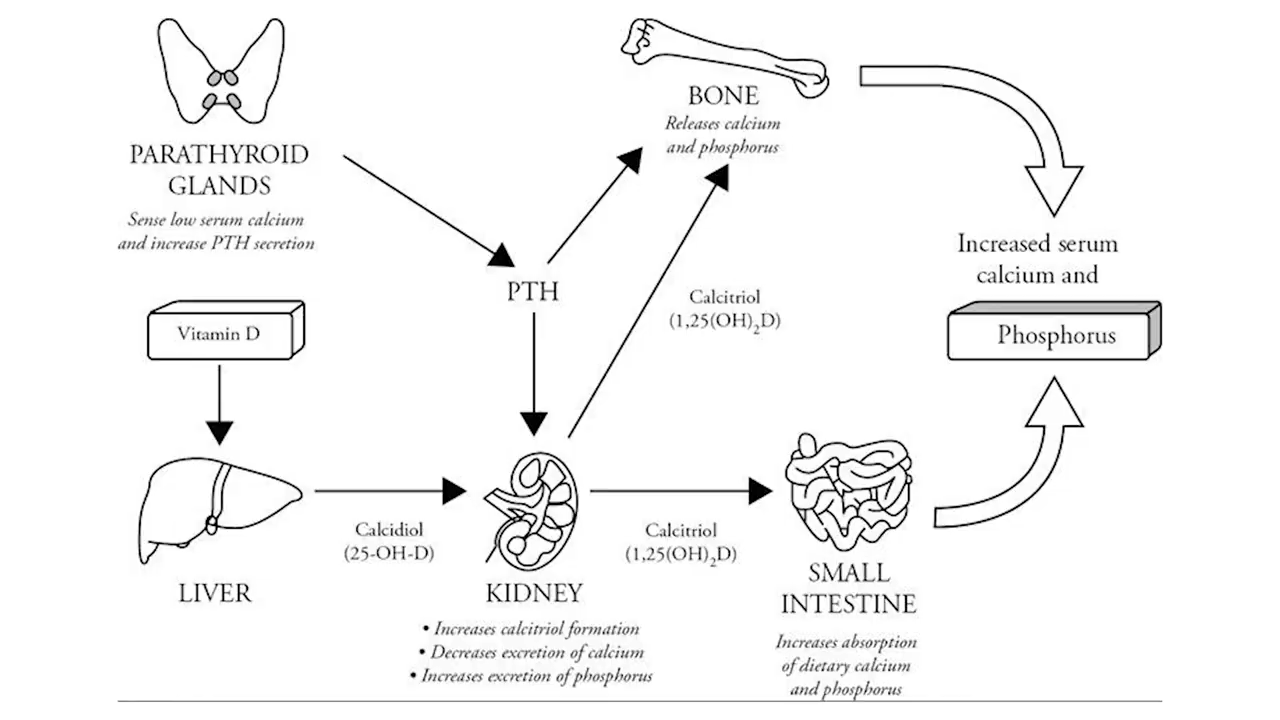 PARATHYROID
GLANDS
Sense low serum calcium
and increase PTH secretion
BONE
Releases calcium
and phosphorus
PTH
Calcitriol
(1,25(OH)₂D)
Increased serum
calcium and
Phosphorus
Vitamin D
LIVER
Calcidiol
(25-OH-D)
KIDNEY
• Increases calcitriol formation
• Decreases excretion of calcium
• Increases excretion of phosphorus
Calcitriol
(1,25(OH)₂D)
SMALL
INTESTINE
Increases absorption
of dietary calcium
and phosphorus